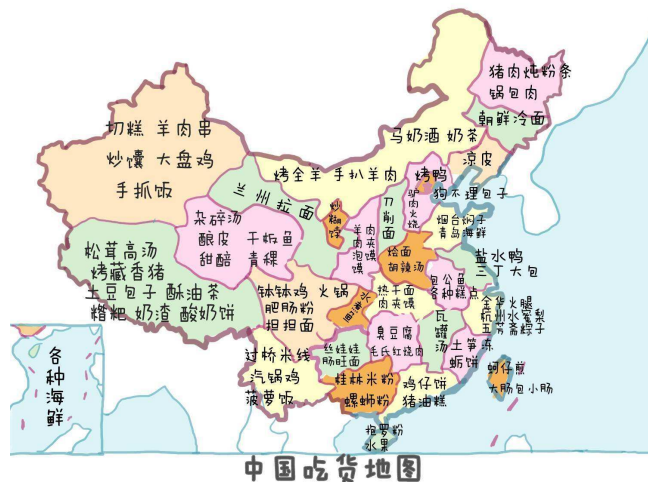 猪肉炖粉条
锅包肉
朝鲜冷面
切糕 羊肉串
炒馕 大盘鸡
手抓饭
马奶酒 奶茶
凉皮
烤全羊 手扒羊肉
烤鸭
兰州拉面
炒糊饽
刀削面
驴肉火烧
狗不理包子
杂碎汤
酿皮 干板鱼
甜醅 青稞
羊肉泡馍
肉夹馍
烟台焖子
青岛海鲜
松茸高汤
烤藏香猪
土豆包子 酥油茶
糌粑 奶渣 酸奶饼
烩面
胡辣汤
盐水鸭
三丁大包
钵钵鸡 火锅
肥肠粉
担担面
火锅
热干面
肉夹馍
包公鱼
各种糕点
金华火腿
杭州水蜜梨
五芳斋粽子
各种海鲜
过桥米线
汽锅鸡
菠萝饭
丝娃娃
肠旺面
臭豆腐
毛氏红烧肉
瓦罐汤
土笋冻
蛎饼
蚵仔煎
大肠包小肠
桂林米粉
螺蛳粉
鸡仔饼
猪油糕
抱罗粉
水果
中国吃货地图